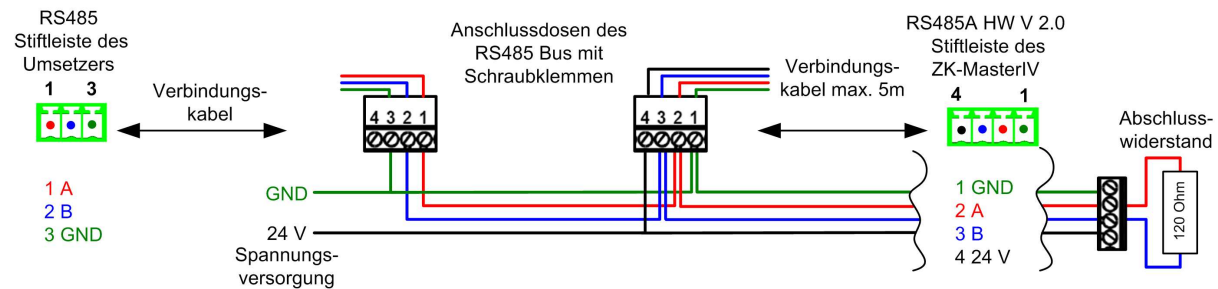 RS485
Stiftleiste des
Umsetzers
1 3
Verbindungs-
kabel
1 A
2 B
3 GND
Anschlussdosen des
RS485 Bus mit
Schraubklemmen
4 3 2 1
4 3 2 1
GND
24 V
Spannungs-
versorgung
Verbindungs-
kabel max. 5m
RS485A HW V 2.0
Stiftleiste des
ZK-MasterIV
4 1
1 GND
2 A
3 B
4 24 V
Abschluss-
widerstand
120 Ohm